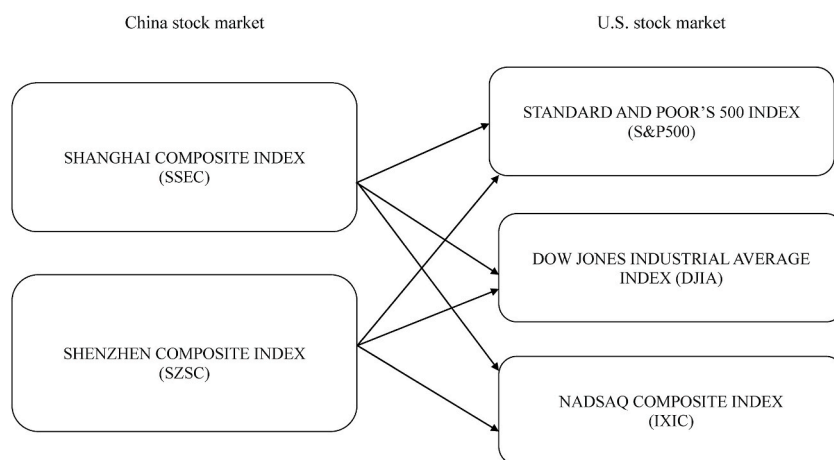 China stock market
U.S. stock market
SHANGHAI COMPOSITE INDEX
(SSEC)
SHENZHEN COMPOSITE INDEX
(SZSC)
STANDARD AND POOR'S 500 INDEX
(S&P500)
DOW JONES INDUSTRIAL AVERAGE
INDEX (DJIA)
NADSAQ COMPOSITE INDEX
(IXIC)